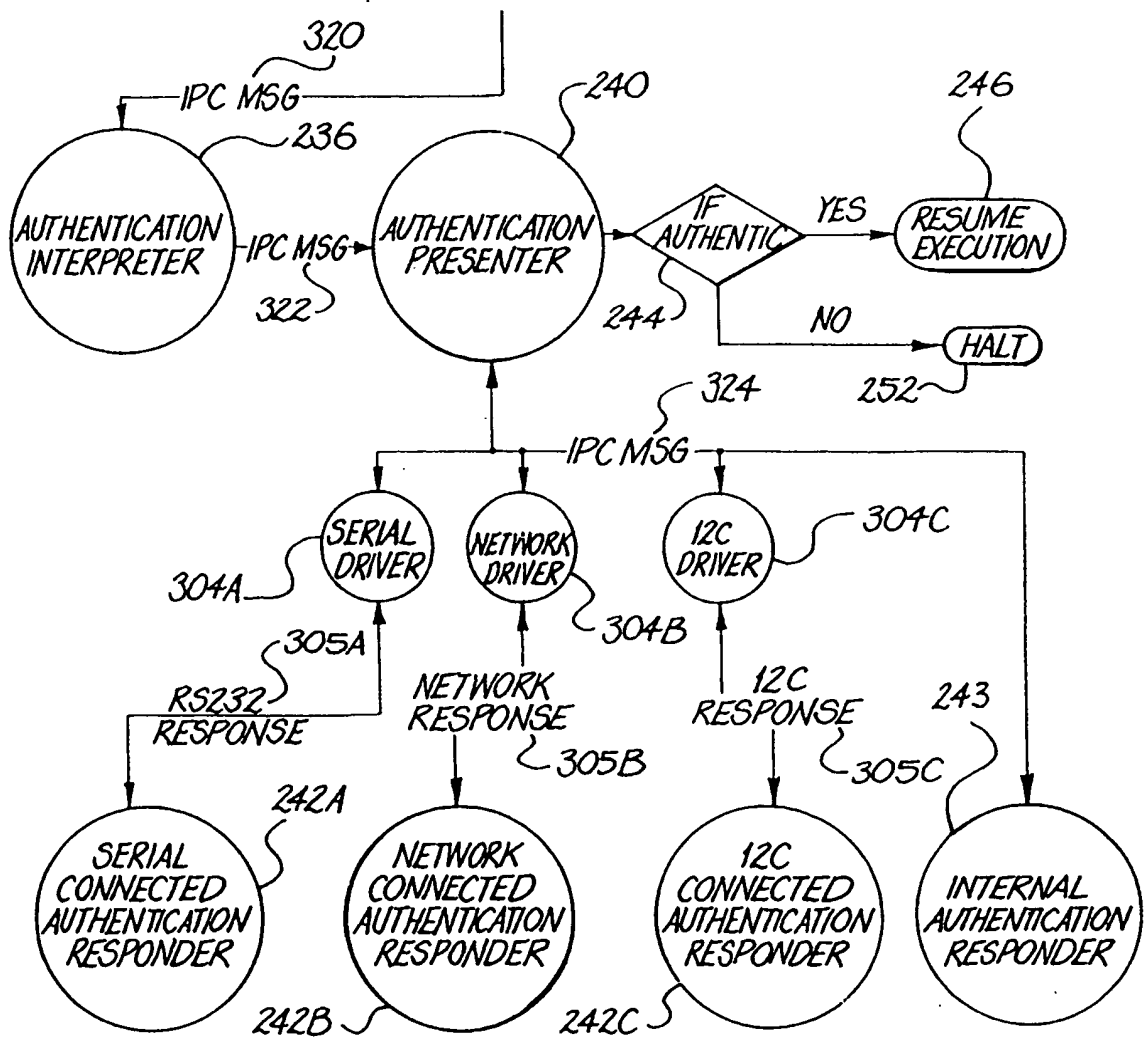 320
IPC MSG
236
240
246
AUTHENTICATION
INTERPRETER
IPC MSG
322
AUTHENTICATION
PRESENTER
IF
AUTHENTIC
244
YES
RESUME
EXECUTION
NO
HALT
252
324
IPC MSG
SERIAL
DRIVER
304A
NETWORK
DRIVER
304B
12C
DRIVER
304C
305A
RS232
RESPONSE
NETWORK
RESPONSE
305B
12C
RESPONSE
305C
243
242A
SERIAL
CONNECTED
AUTHENTICATION
RESPONDER
NETWORK
CONNECTED
AUTHENTICATION
RESPONDER
242B
12C
CONNECTED
AUTHENTICATION
RESPONDER
242C
INTERNAL
AUTHENTICATION
RESPONDER